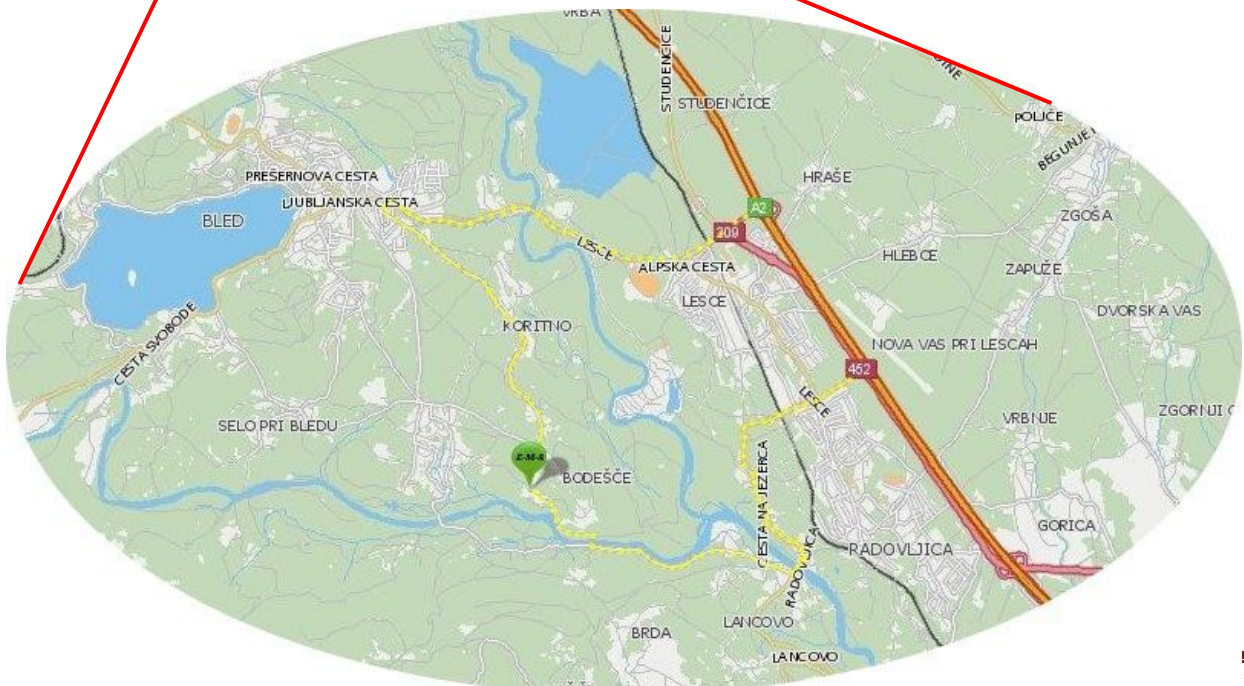 VRBA
STUDENČICE
STUDENČICE
POLJČE
BEGUNJE
HRAŠE
PREŠERNOVA CESTA
LJUBLJANSKA CESTA
BLED
A2
209
ZGOŠA
LESCE
ALPSKA CESTA
HLEBCE
ZAPUŽE
LESCE
DVORSKA VAS
KORITNO
CESTA SVOBODE
NOVA VAS PRI LESCAH
452
LESCE
VRBNJE
ZGORNJI
SELO PRI BLEDU
E-M-A
BODEŠČE
CESTA NA JEZERCA
GORICA
RADOVLJICA
RADOVLJICA
LANCOVO
BRDA
LANCOVO